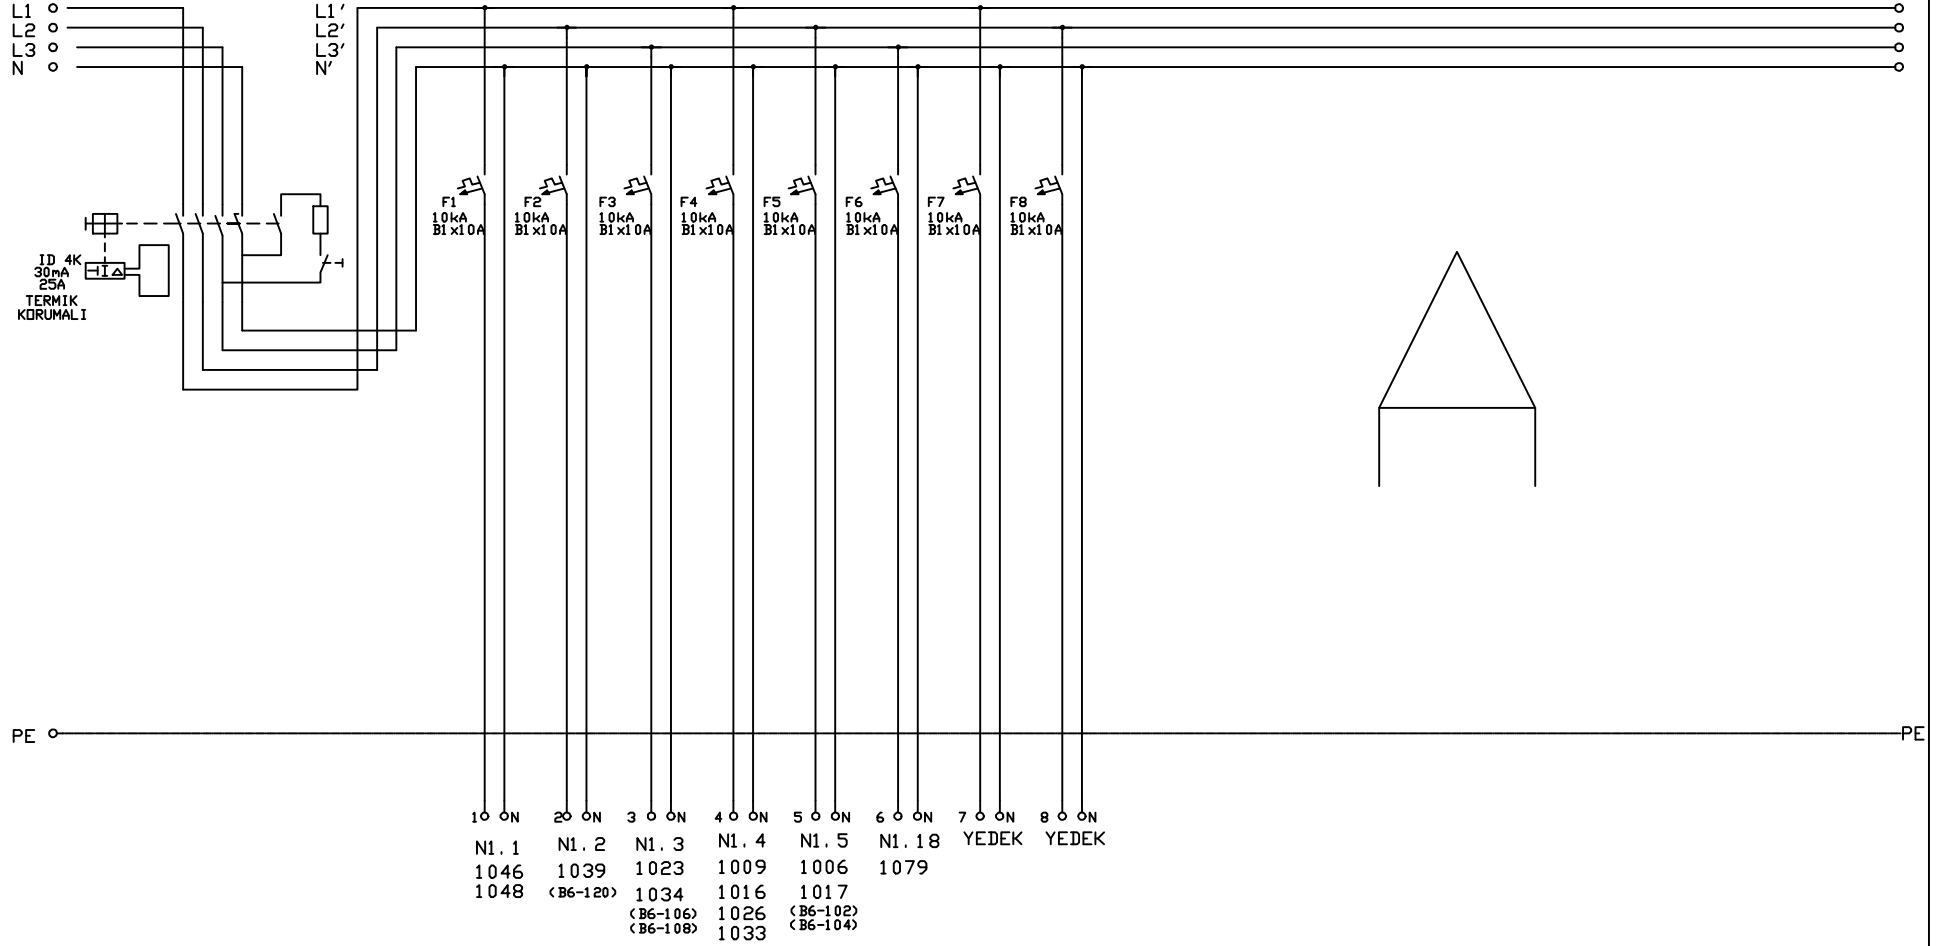 L1 L1'
L2 L2'
L3 L3'
N N'
F1 F2 F3 F4 F5 F6 F7 F8
10kA 10kA 10kA 10kA 10kA 10kA 10kA 10kA
B1x10A B1x10A B1x10A B1x10A B1x10A B1x10A B1x10A B1x10A
ID 4K
30mA
25A
TERMIK
KORUMALI
PE PE
1 N 2 N 3 N 4 N 5 N 6 N 7 N 8 N
N1.1 N1.2 N1.3 N1.4 N1.5 N1.18 YEDEK YEDEK
1046 1039 1023 1009 1006 1079
1048 (B6-120) 1034 1016 1017
(B6-106) 1026 (B6-102)
(B6-108) 1033 (B6-104)